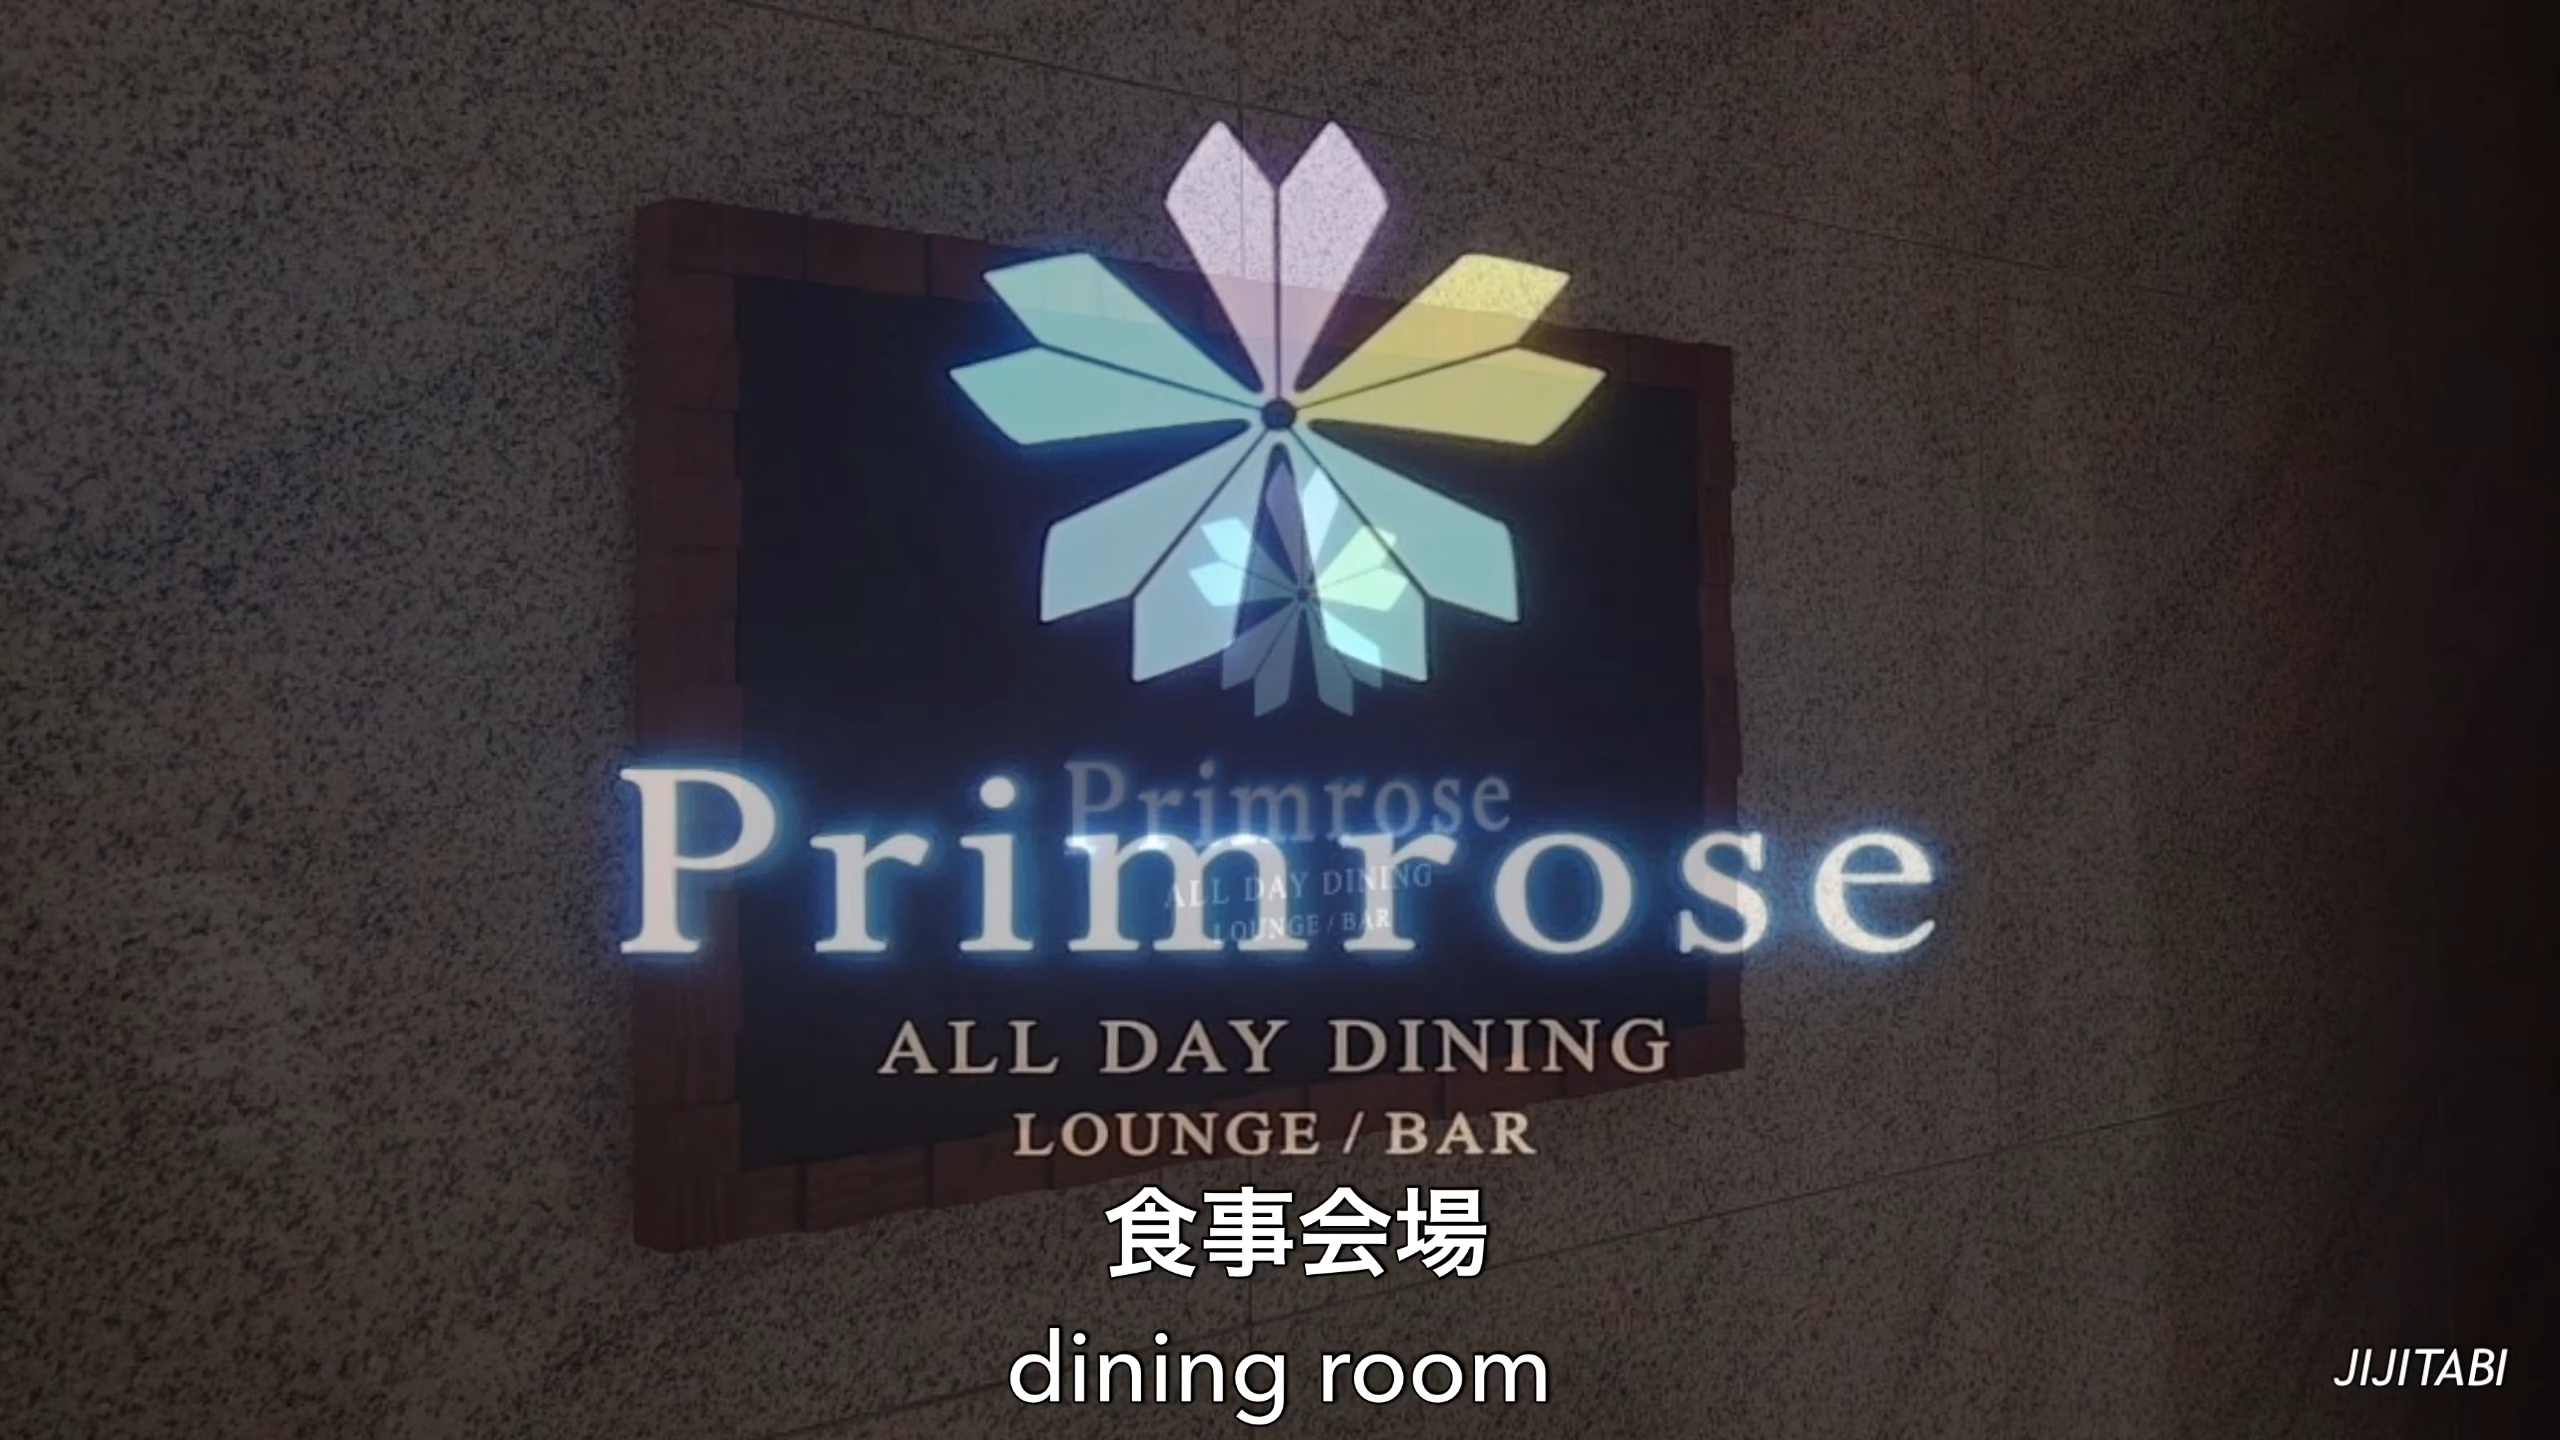 Primrose
ALL DAY DINING
LOUNGE / BAR
Primrose
ALL DAY DINING
LOUNGE / BAR
食事会場
dining room
JIJITABI